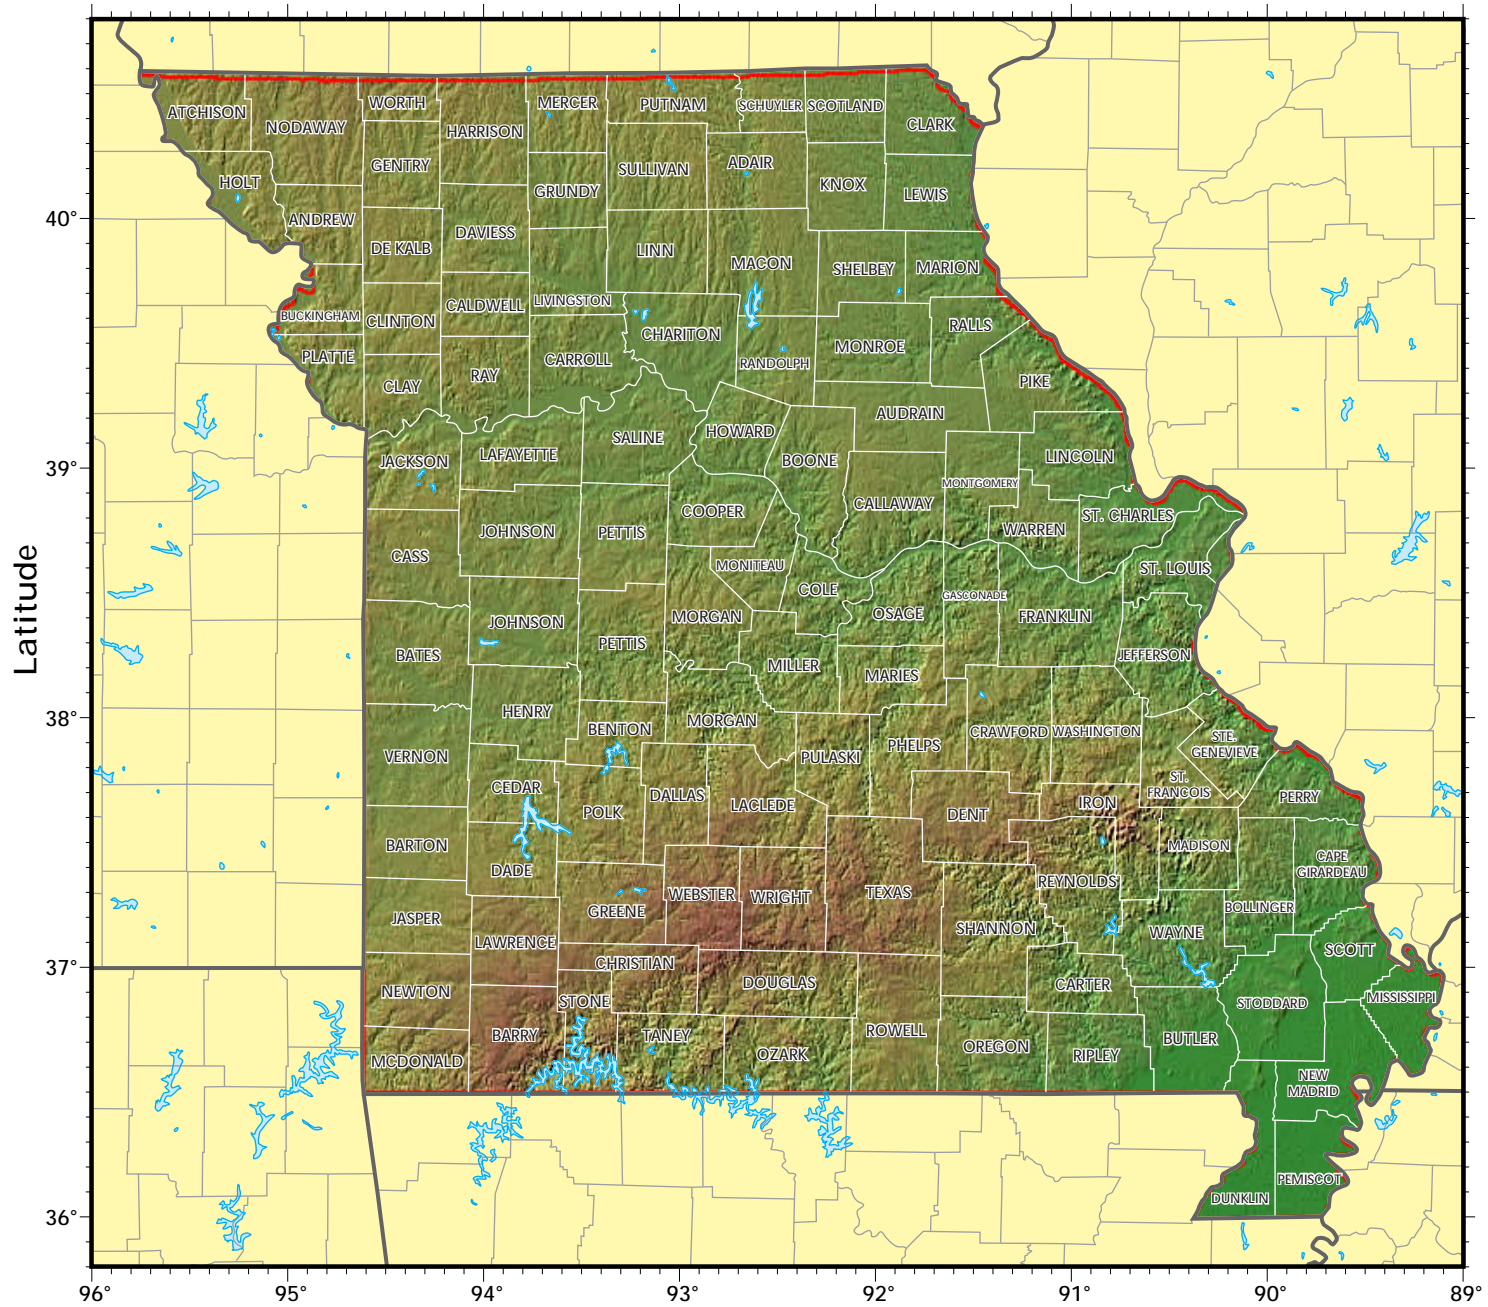 WORTH
MERCER
PUTNAM
SCHUYLER
SCOTLAND
ATCHISON
NODAWAY
HARRISON
CLARK
GENTRY
SULLIVAN
ADAIR
HOLT
GRUNDY
KNOX
LEWIS
40°
ANDREW
DAVIESS
DE KALB
LINN
MACON
SHELBEY
MARION
BUCKINGHAM
CLINTON
CALDWELL
LIVINGSTON
CHARITON
RALLS
PLATTE
CARROLL
RANDOLPH
MONROE
CLAY
RAY
PIKE
AUDRAIN
SALINE
HOWARD
39°
JACKSON
LAFAYETTE
BOONE
LINCOLN
MONTGOMERY
CALLAWAY
COOPER
ST. CHARLES
JOHNSON
PETTIS
WARREN
CASS
MONITEAU
ST. LOUIS
COLE
GASCONADE
Latitude
JOHNSON
PETTIS
MORGAN
OSAGE
FRANKLIN
BATES
MILLER
JEFFERSON
MARIES
38°
HENRY
BENTON
MORGAN
CRAWFORD
WASHINGTON
VERNON
PULASKI
PHELPS
STE.
GENEVIEVE
CEDAR
DALLAS
ST.
FRANCOIS
POLK
LACLEDE
DENT
IRON
PERRY
BARTON
MADISON
DADE
CAPE
GIRARDEAU
WEBSTER
WRIGHT
TEXAS
REYNOLDS
JASPER
GREENE
BOLLINGER
LAWRENCE
SHANNON
WAYNE
SCOTT
37°
CHRISTIAN
NEWTON
DOUGLAS
CARTER
MISSISSIPPI
STONE
STODDARD
BARRY
TANEY
ROWELL
BUTLER
MCDONALD
OZARK
OREGON
RIPLEY
NEW
MADRID
PEMISCOT
DUNKLIN
36°
96°
95°
94°
93°
92°
91°
90°
89°